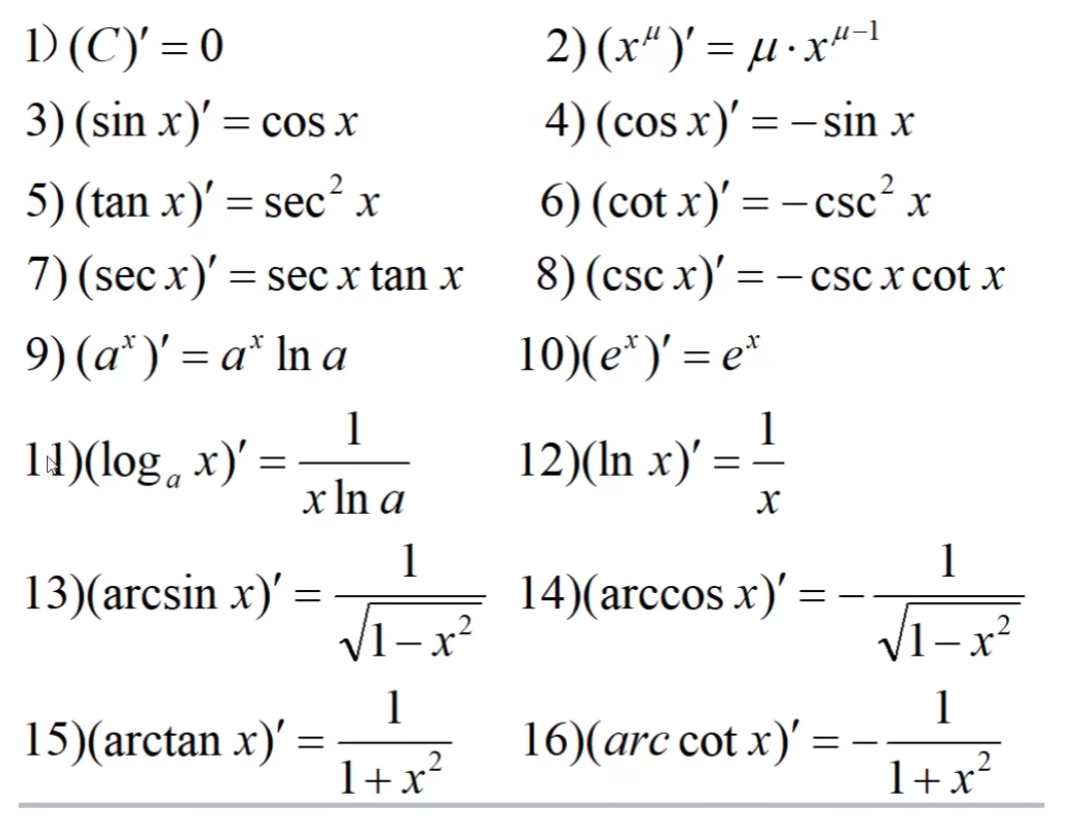 1) (C)′ = 0 2) (x^μ)′ = μ · x^{μ−1}
3) (sin x)′ = cos x 4) (cos x)′ = −sin x
5) (tan x)′ = sec² x 6) (cot x)′ = −csc² x
7) (sec x)′ = sec x tan x 8) (csc x)′ = −csc x cot x
9) (a^x)′ = a^x ln a 10)(e^x)′ = e^x
11)(log_a x)′ = 1/(x ln a) 12)(ln x)′ = 1/x
13)(arcsin x)′ = 1/√(1−x²) 14)(arccos x)′ = −1/√(1−x²)
15)(arctan x)′ = 1/(1+x²) 16)(arc cot x)′ = −1/(1+x²)